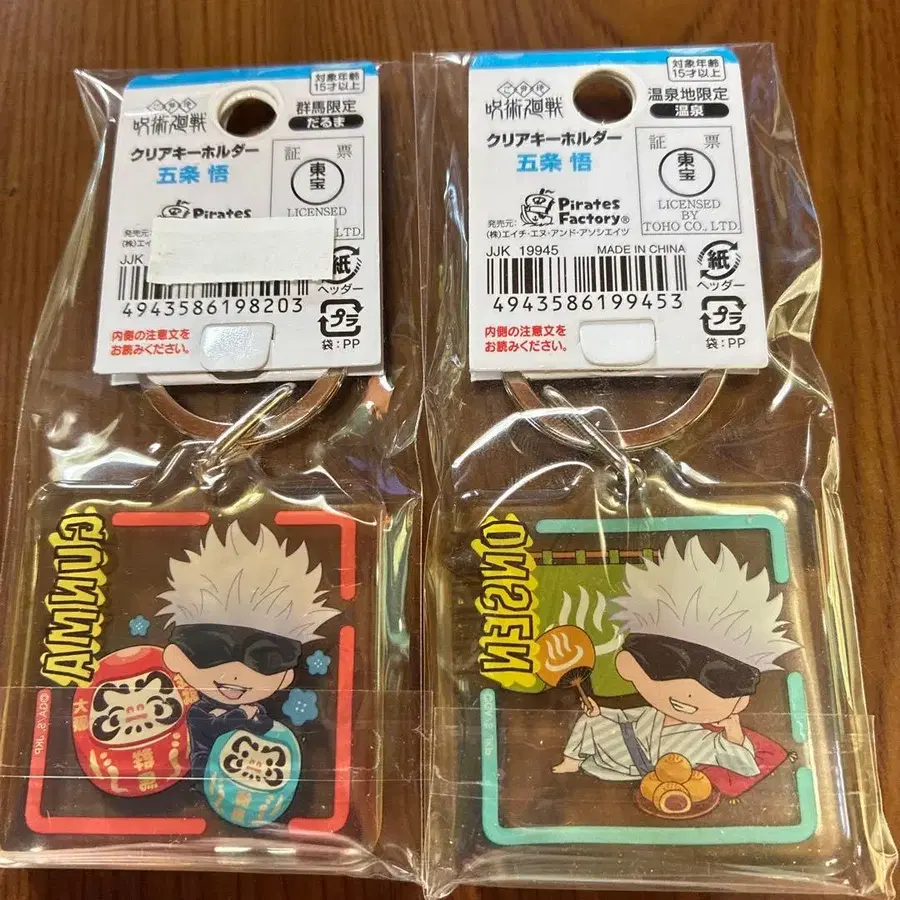 対象年齢
15才以上
呪術廻戦
群馬限定
だるま
クリアキーホルダー
五条 悟
証 票
東宝
LICENSED
Pirates
(株)エイ
JJK
紙
ヘッダー
4943586198203
内側の注意文を
お読みください。
プラ
袋:PP
GUNMA
大願
©GY/S, JKP
対象年齢
15才以上
呪術廻戦
温泉地限定
温泉
クリアキーホルダー
五条 悟
証 票
東宝
LICENSED
BY
TOHO CO., LTD.
発売元:
Pirates
Factory®
(株)エイチ・エヌ・アンド・アソシエイツ
JJK 19945 MADE IN CHINA
紙
ヘッダー
4943586199453
内側の注意文を
お読みください。
プラ
袋:PP
ONSEN